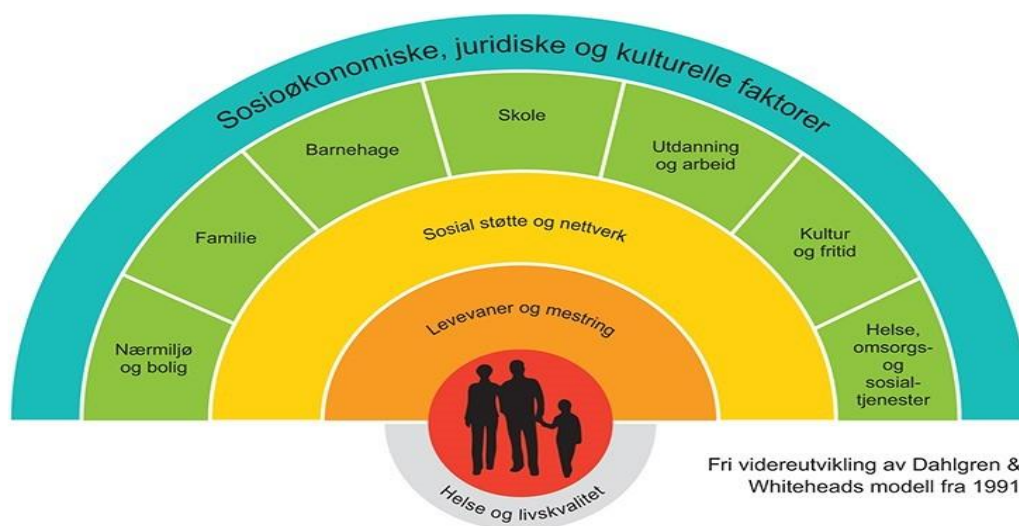 Sosioøkonomiske, juridiske og kulturelle faktorer
Skole
Barnehage
Utdanning
og arbeid
Familie
Sosial støtte og nettverk
Kultur
og fritid
Levevaner og mestring
Nærmiljø
og bolig
Helse,
omsorgs-
og
sosial-
tjenester
Helse og livskvalitet
Fri videreutvikling av Dahlgren &
Whiteheads modell fra 1991